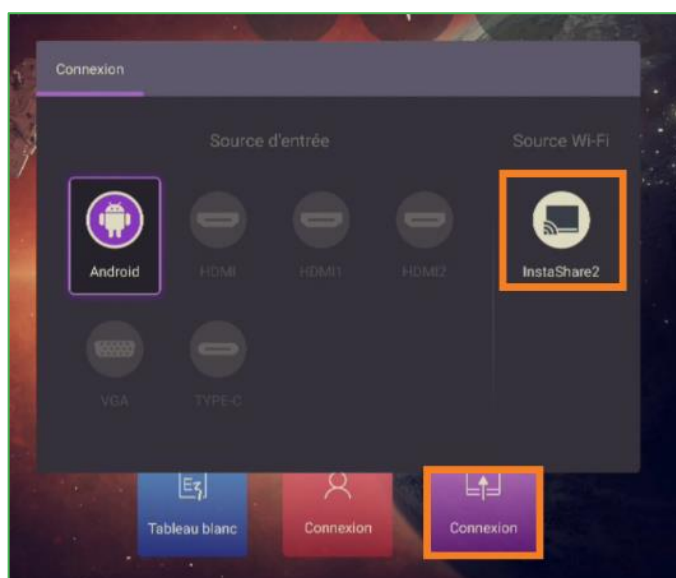 Connexion
Source d'entrée
Source Wi-Fi
Android
HDMI
HDMI1
HDMI2
InstaShare2
VGA
TYPE-C
Tableau blanc
Connexion
Connexion